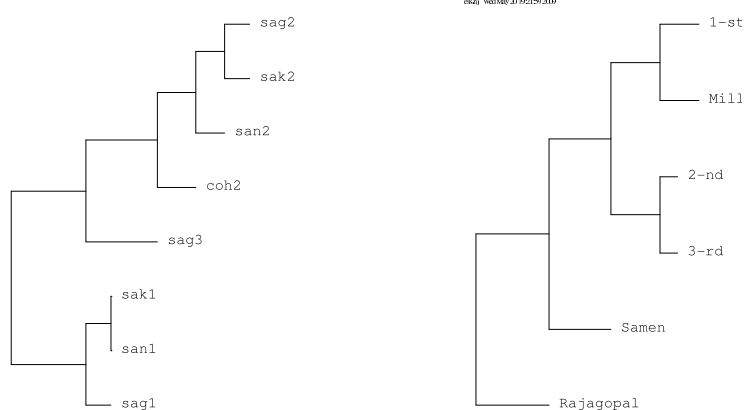 sag2
sak2
san2
coh2
sag3
sak1
san1
sag1
1-st
Mill
2-nd
3-rd
Samen
Rajagopal